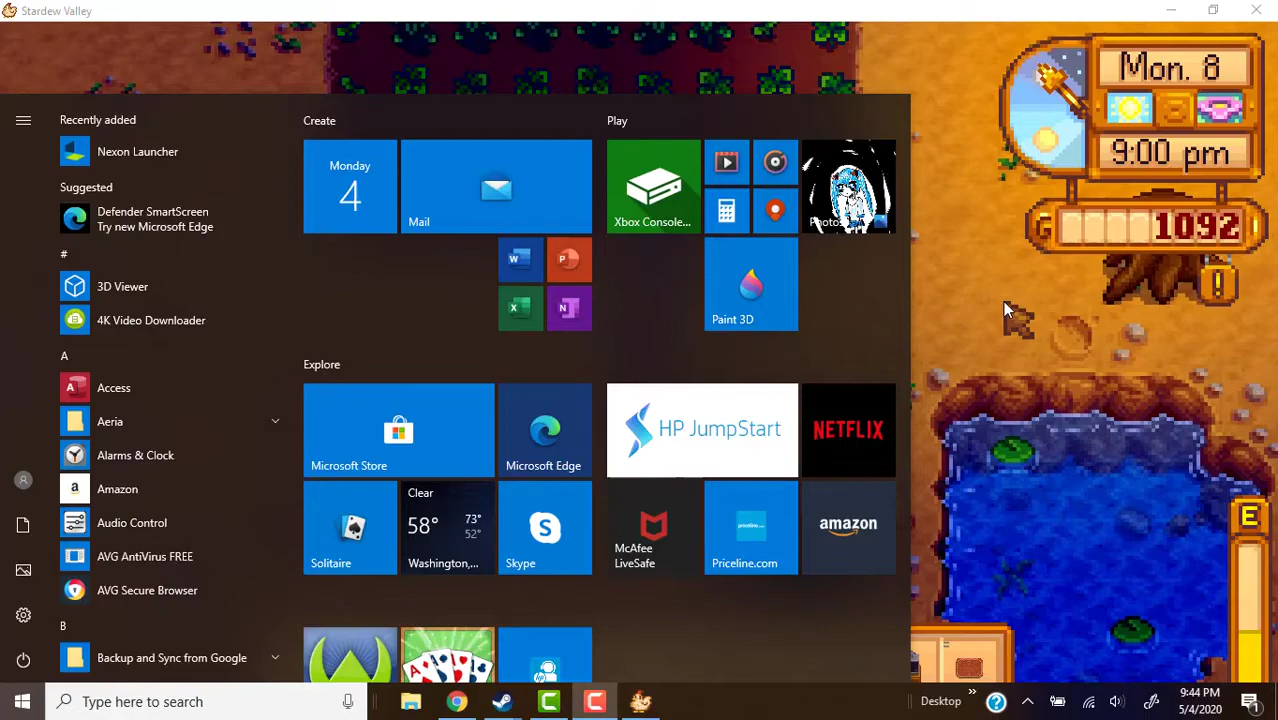 Stardew Valley
Mon. 8
9:00 pm
1092
E
Recently added
Nexon Launcher
Suggested
Defender SmartScreen
Try new Microsoft Edge
#
3D Viewer
4K Video Downloader
A
Access
Aeria
Alarms & Clock
a
Amazon
Audio Control
AVG AntiVirus FREE
AVG Secure Browser
B
Backup and Sync from Google
Create
Monday
4
Mail
W
P
X
N
Play
Xbox Console...
Photos
Paint 3D
Explore
Microsoft Store
Microsoft Edge
HP JumpStart
NETFLIX
Solitaire
Clear
58°
73°
52°
Washington,...
S
Skype
McAfee
LiveSafe
priceline.com
Priceline.com
amazon
Type here to search
Desktop
»
?
9:44 PM
5/4/2020
1